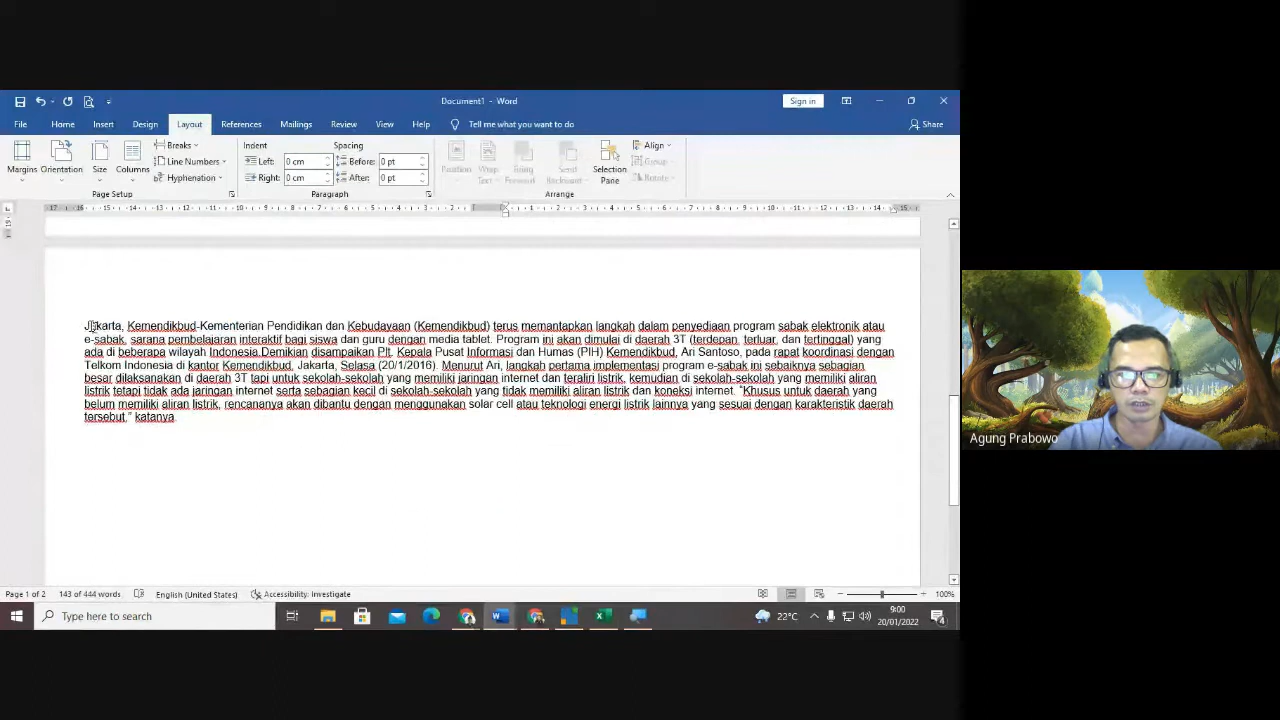 Document1 - Word
Sign in
File Home Insert Design Layout References Mailings Review View Help Tell me what you want to do Share
Margins Orientation Size Columns Breaks Line Numbers Hyphenation
Indent Spacing
Left: 0 cm Before: 0 pt
Right: 0 cm After: 0 pt
Position Wrap Text Bring Forward Send Backward Selection Pane Align Group Rotate
Page Setup Paragraph Arrange
Jakarta, Kemendikbud-Kementerian Pendidikan dan Kebudayaan (Kemendikbud) terus memantapkan langkah dalam penyediaan program sabak elektronik atau
e-sabak, sarana pembelajaran interaktif bagi siswa dan guru dengan media tablet. Program ini akan dimulai di daerah 3T (terdepan, terluar, dan tertinggal) yang
ada di beberapa wilayah Indonesia.Demikian disampaikan Plt. Kepala Pusat Informasi dan Humas (PIH) Kemendikbud, Ari Santoso, pada rapat koordinasi dengan
Telkom Indonesia di kantor Kemendikbud, Jakarta, Selasa (20/1/2016). Menurut Ari, langkah pertama implementasi program e-sabak ini sebaiknya sebagian
besar dilaksanakan di daerah 3T tapi untuk sekolah-sekolah yang memiliki jaringan internet dan teraliri listrik, kemudian di sekolah-sekolah yang memiliki aliran
listrik tetapi tidak ada jaringan internet serta sebagian kecil di sekolah-sekolah yang tidak memiliki aliran listrik dan koneksi internet. “Khusus untuk daerah yang
belum memiliki aliran listrik, rencananya akan dibantu dengan menggunakan solar cell atau teknologi energi listrik lainnya yang sesuai dengan karakteristik daerah
tersebut,” katanya.
Agung Prabowo
Page 1 of 2 143 of 444 words English (United States) Accessibility: Investigate 100%
Type here to search 22°C 9:00
20/01/2022 4